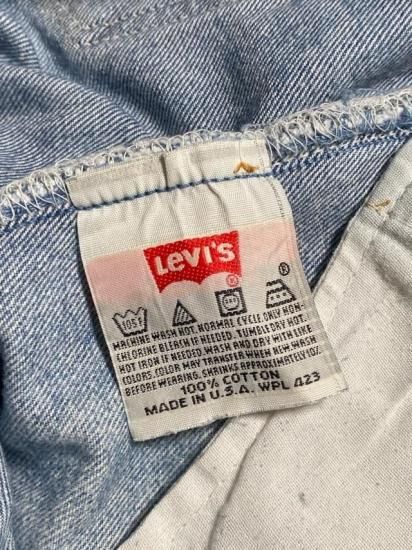 Levi's
®
®
105F
MACHINE WASH HOT. NORMAL CYCLE. ONLY NON-
CHLORINE BLEACH IF NEEDED. TUMBLE DRY HOT.
HOT IRON IF NEEDED. WASH AND DRY WITH LIKE
COLORS. COLOR MAY TRANSFER WHEN NEW. WASH
BEFORE WEARING. SHRINKS APPROXIMATELY 10%
100% COTTON
MADE IN U.S.A. WPL 423